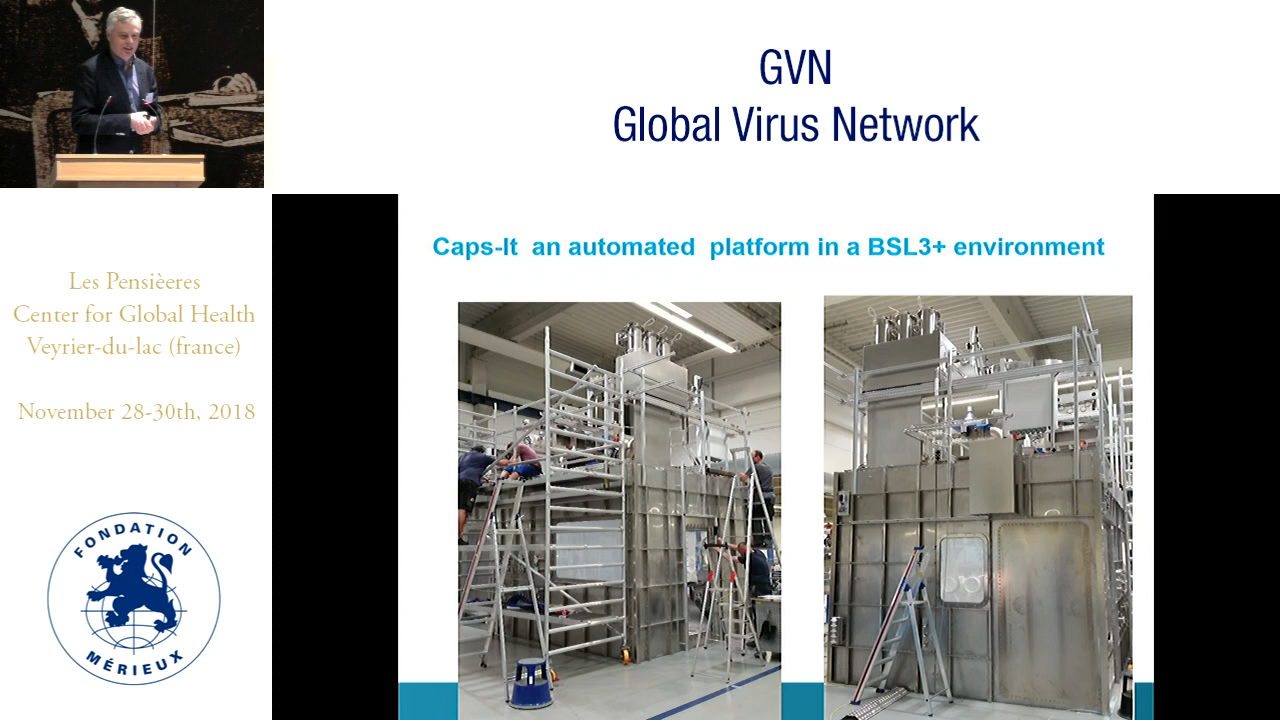 GVN
Global Virus Network
Caps-It an automated platform in a BSL3+ environment
Les Pensièeres
Center for Global Health
Veyrier-du-lac (france)
November 28-30th, 2018
FONDATION
MÉRIEUX